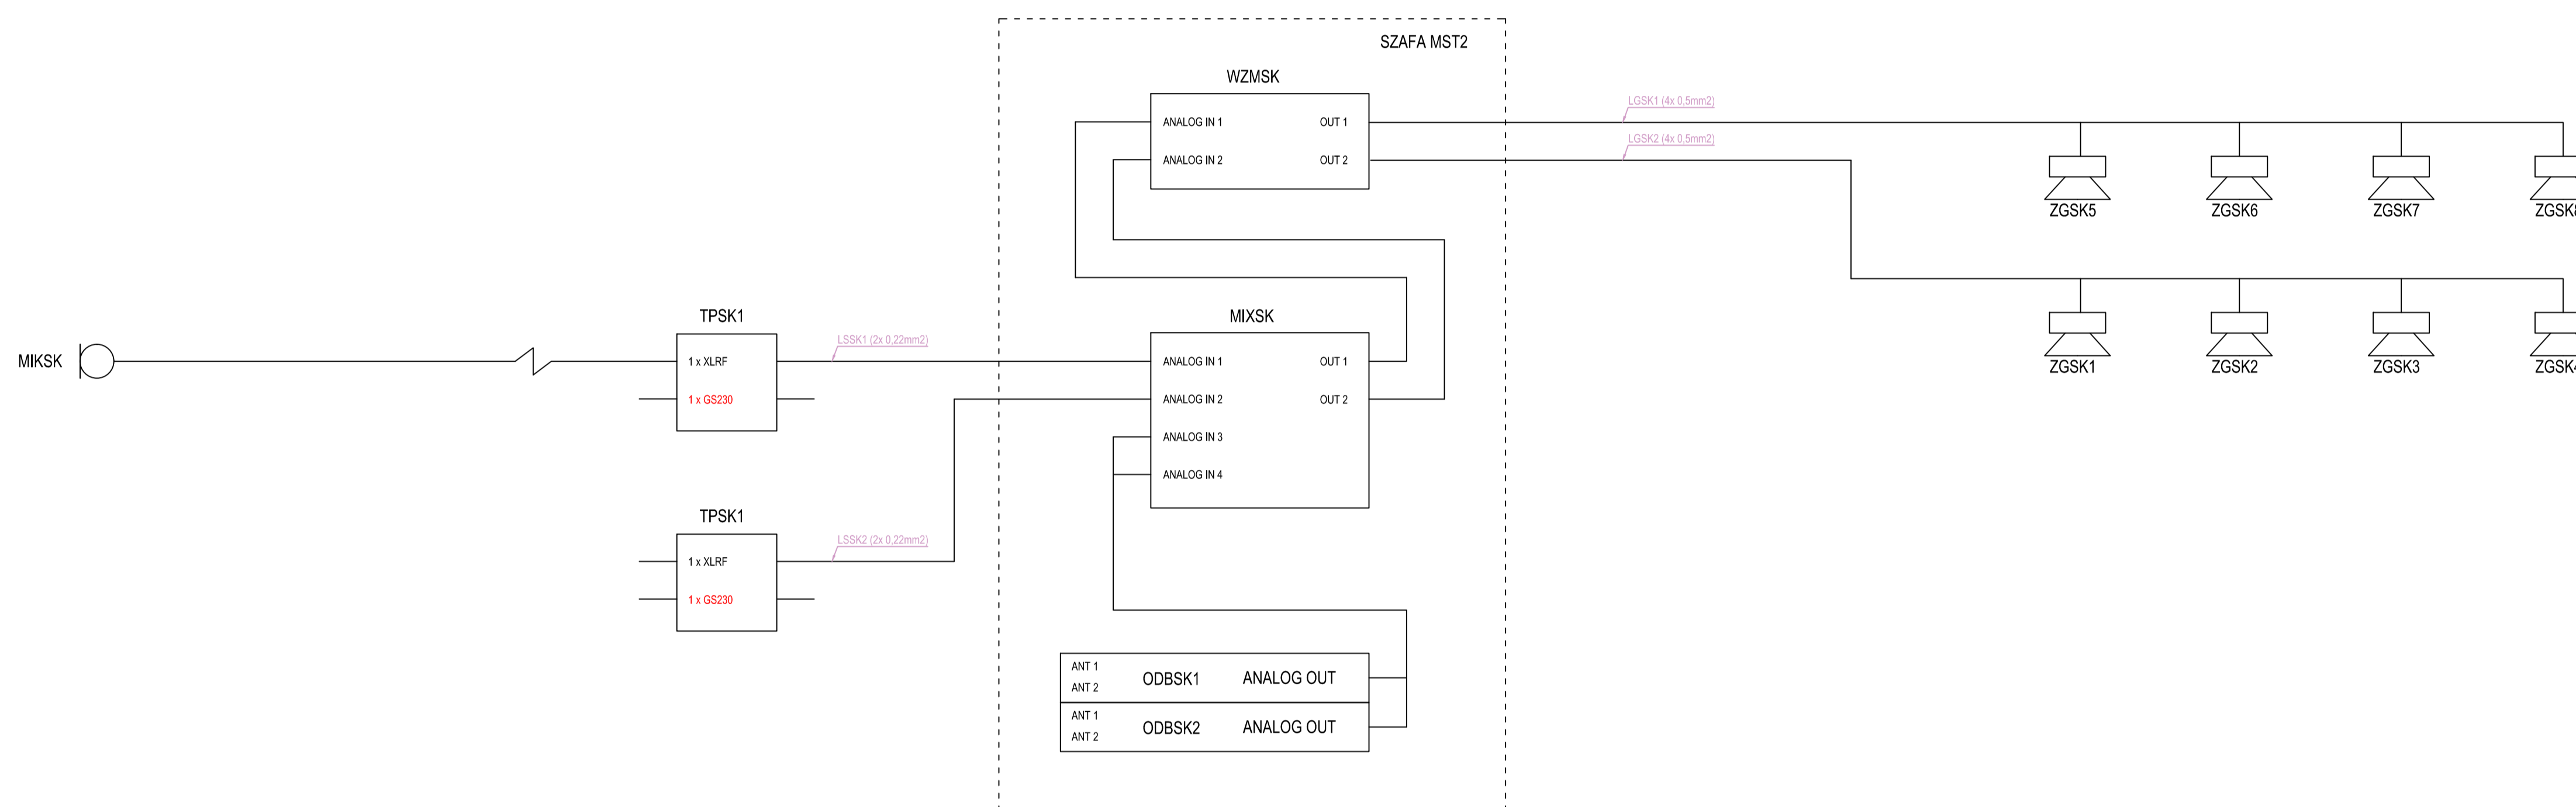 SZAFA MST2
WZMSK
ANALOG IN 1
OUT 1
ANALOG IN 2
OUT 2
LGSK1 (4x 0,5mm2)
LGSK2 (4x 0,5mm2)
ZGSK5
ZGSK6
ZGSK7
ZGSK8
MIKSK
TPSK1
1 x XLRF
1 x GS230
LSSK1 (2x 0,22mm2)
MIXSK
ANALOG IN 1
OUT 1
ANALOG IN 2
OUT 2
ANALOG IN 3
ANALOG IN 4
ZGSK1
ZGSK2
ZGSK3
ZGSK4
TPSK1
1 x XLRF
1 x GS230
LSSK2 (2x 0,22mm2)
ANT 1
ANT 2
ODBSK1
ANALOG OUT
ANT 1
ANT 2
ODBSK2
ANALOG OUT